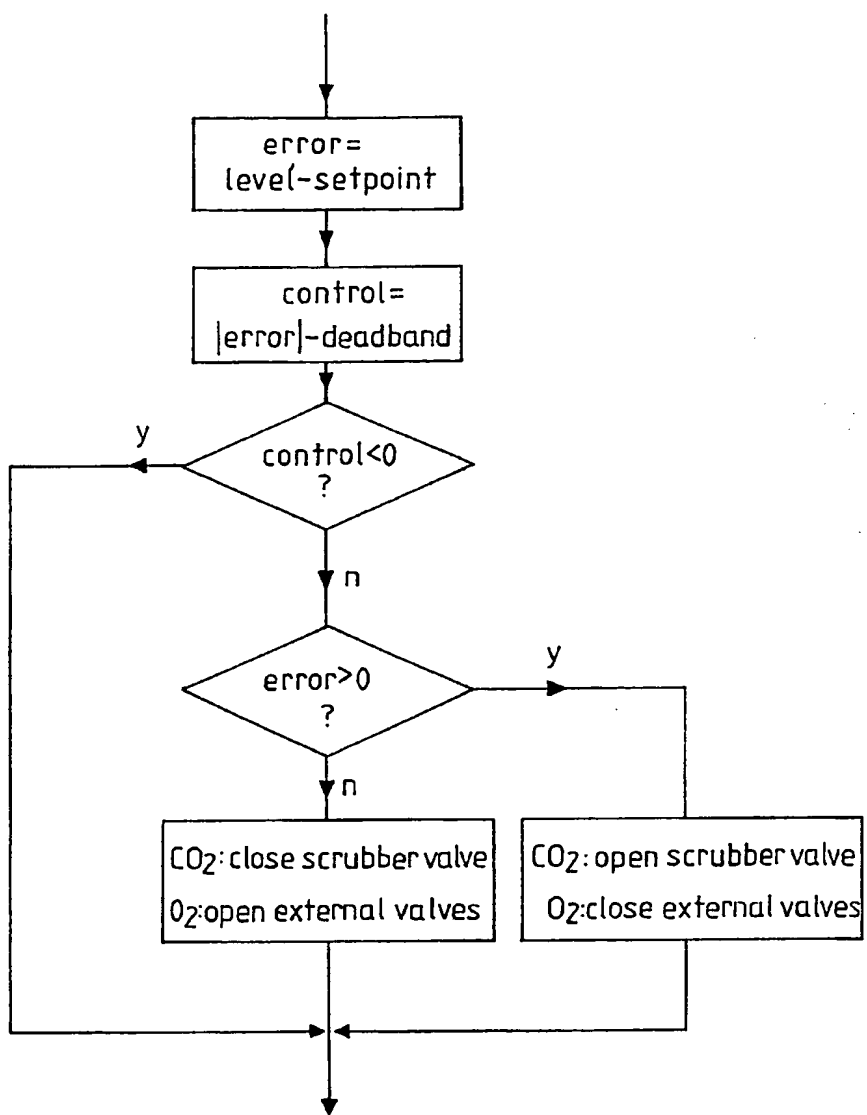 error=
level-setpoint
control=
|error|-deadband
control<0
?
y
n
error>0
?
y
n
CO2: close scrubber valve
O2: open external valves
CO2: open scrubber valve
O2: close external valves